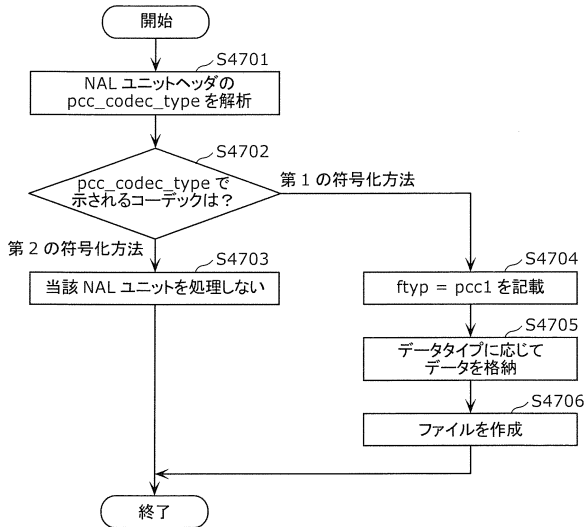 開始
S4701
NAL ユニットヘッダの
pcc_codec_type を解析
S4702
pcc_codec_type で
示されるコーデックは？
第1の符号化方法
第2の符号化方法
S4703
当該 NAL ユニットを処理しない
S4704
ftyp = pcc1 を記載
S4705
データタイプに応じて
データを格納
S4706
ファイルを作成
終了